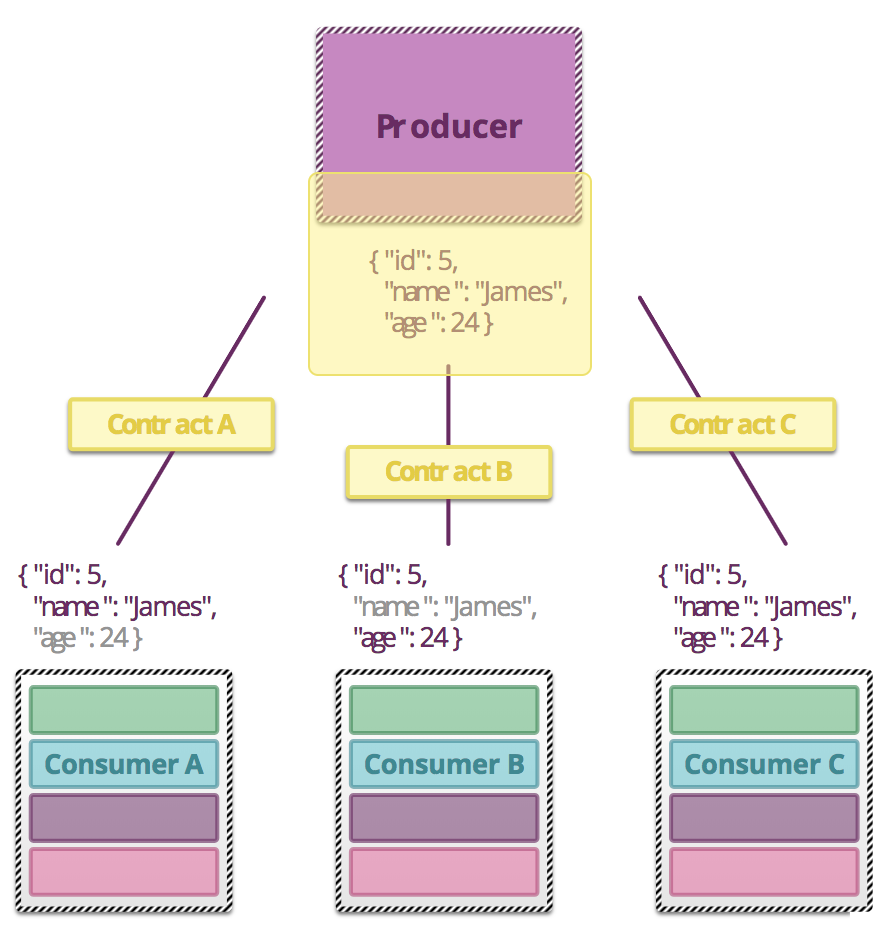 Producer
{ "id": 5,
"name": "James",
"age": 24 }
Contract A
Contract B
Contract C
{ "id": 5,
"name": "James",
"age": 24 }
{ "id": 5,
"name": "James",
"age": 24 }
{ "id": 5,
"name": "James",
"age": 24 }
Consumer A
Consumer B
Consumer C